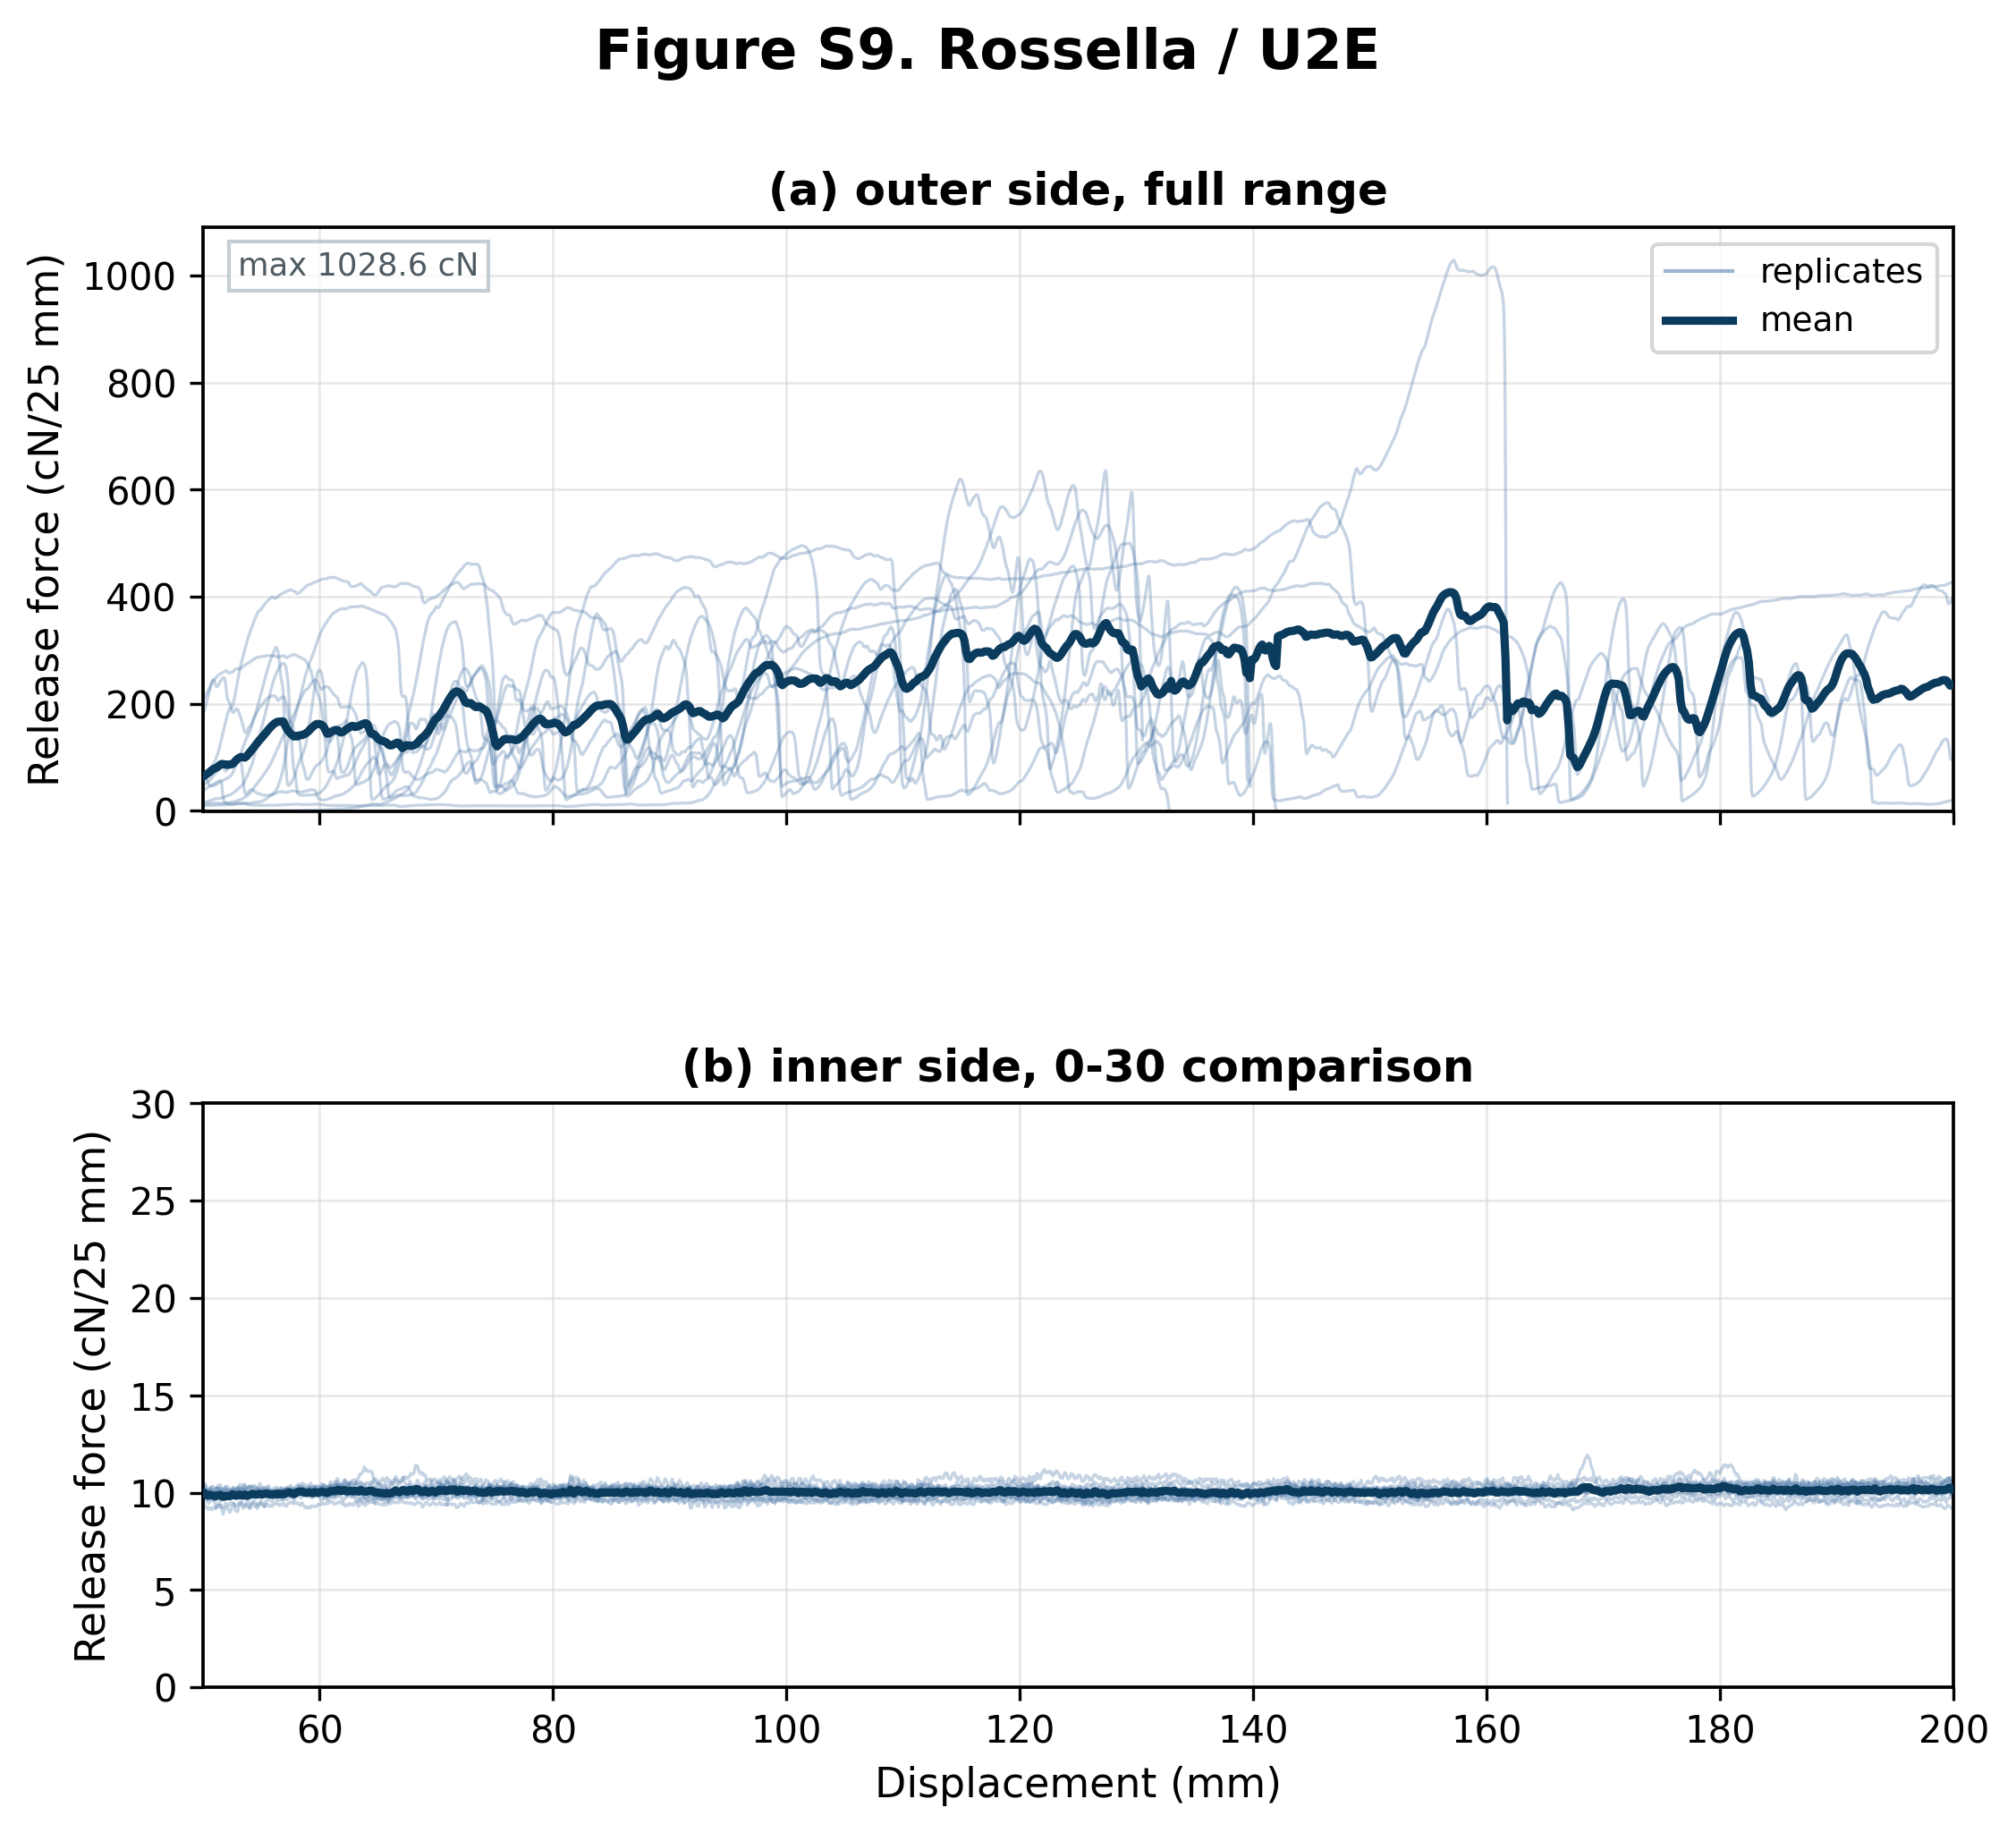 Figure S9. Rossella / U2E
(a) outer side, full range
max 1028.6 cN
replicates
mean
Release force (cN/25 mm)
1000
800
600
400
200
0
(b) inner side, 0-30 comparison
Release force (cN/25 mm)
30
25
20
15
10
5
0
60 80 100 120 140 160 180 200
Displacement (mm)